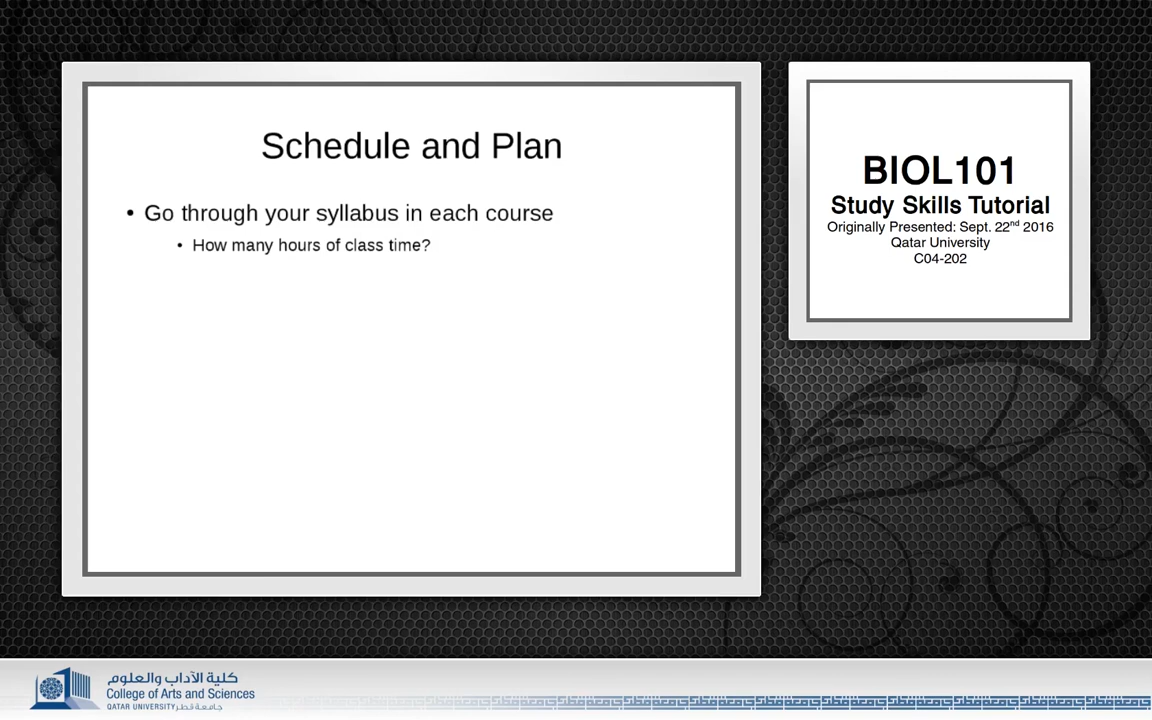 Schedule and Plan
• Go through your syllabus in each course
• How many hours of class time?
BIOL101
Study Skills Tutorial
Originally Presented: Sept. 22nd 2016
Qatar University
C04-202
كلية الآداب والعلوم
College of Arts and Sciences
QATAR UNIVERSITY جامعة قطر